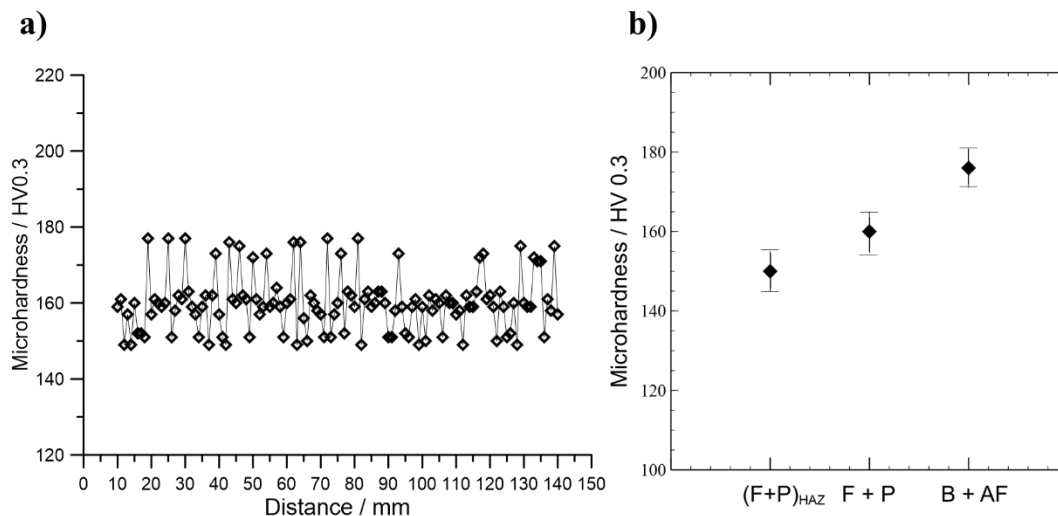 a)
Microhardness / HV0.3
220
200
180
160
140
120
0 10 20 30 40 50 60 70 80 90 100 110 120 130 140 150
Distance / mm
b)
Microhardness / HV 0.3
200
180
160
140
120
100
(F+P)HAZ F + P B + AF